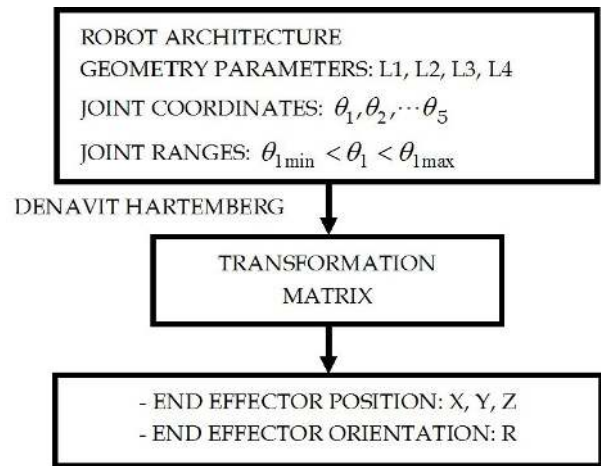 ROBOT ARCHITECTURE
GEOMETRY PARAMETERS: L1, L2, L3, L4
JOINT COORDINATES: θ₁, θ₂, ⋯θ₅
JOINT RANGES: θ₁min < θ₁ < θ₁max
DENAVIT HARTEMBERG
TRANSFORMATION
MATRIX
- END EFFECTOR POSITION: X, Y, Z
- END EFFECTOR ORIENTATION: R